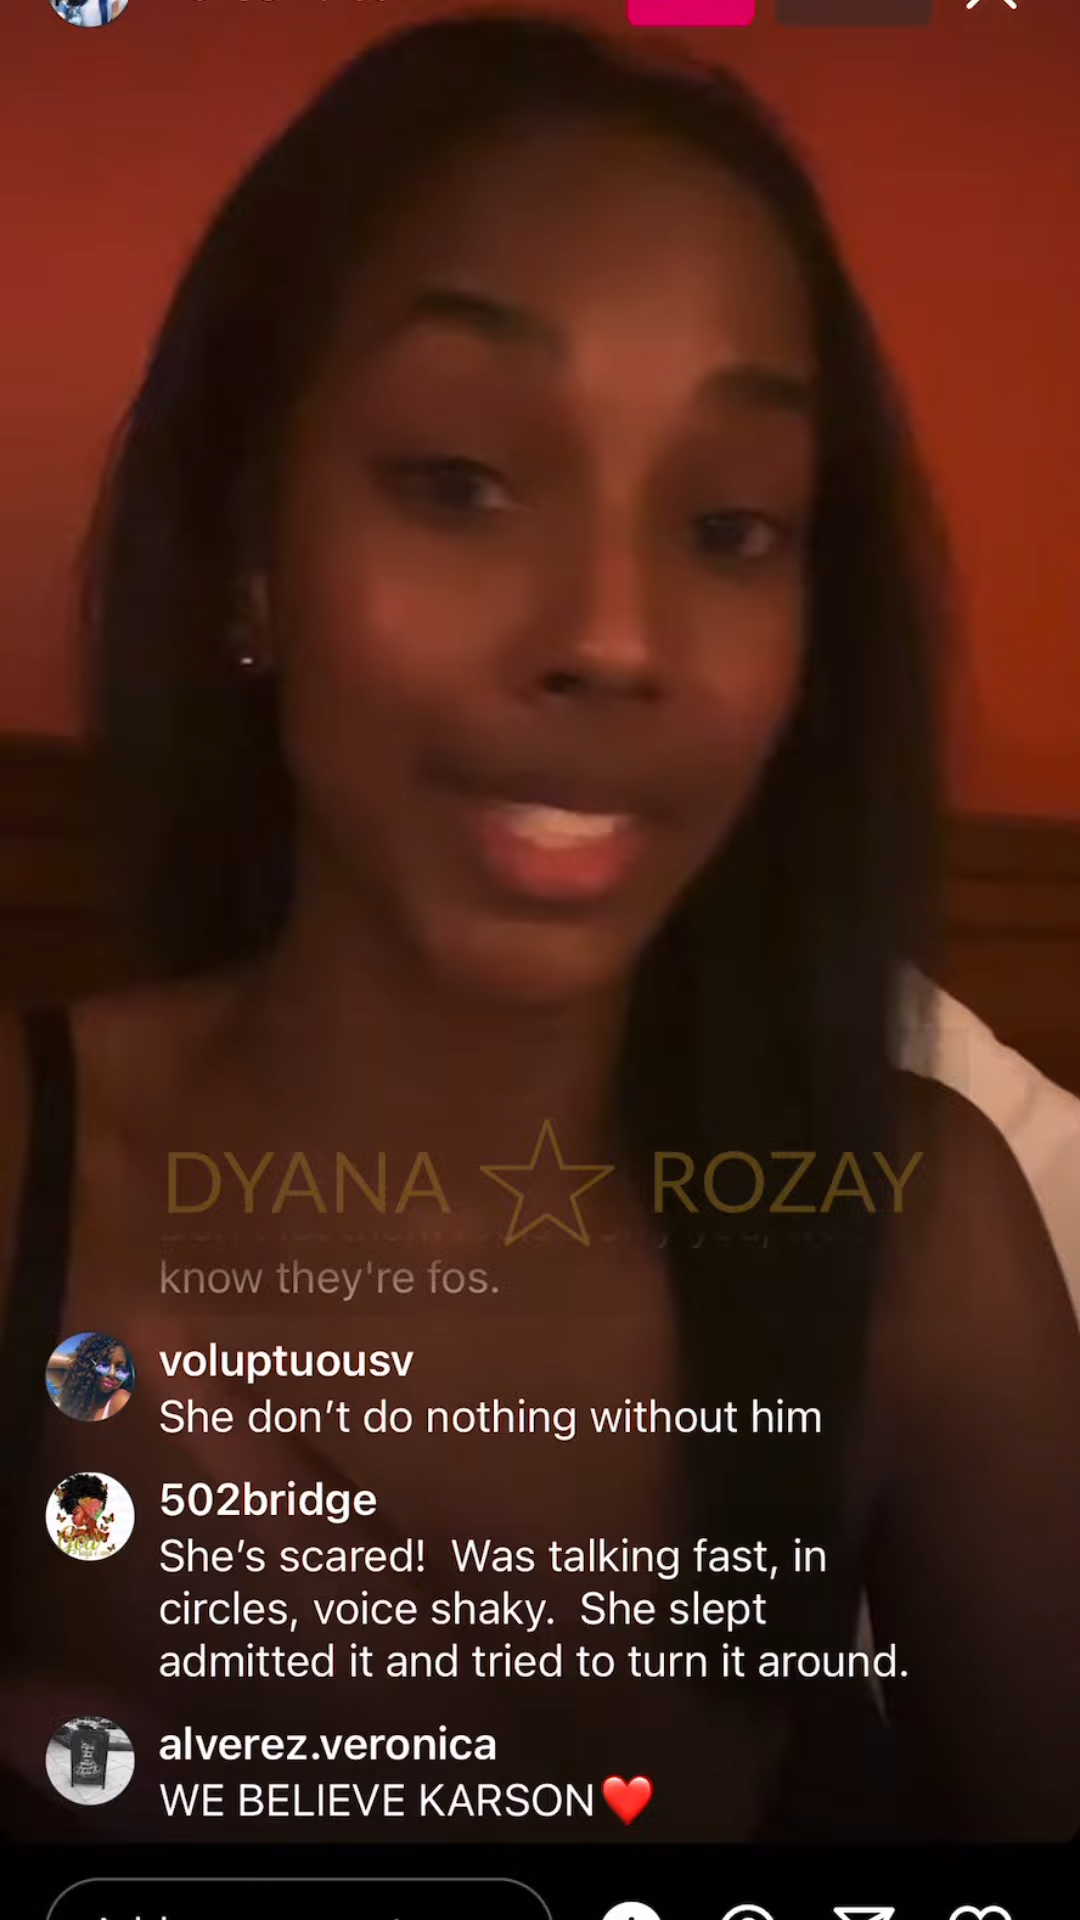 DYANA ROZAY
know they're fos.
voluptuousv
She don’t do nothing without him
502bridge
She’s scared!  Was talking fast, in
circles, voice shaky.  She slept
admitted it and tried to turn it around.
alverez.veronica
WE BELIEVE KARSON❤️